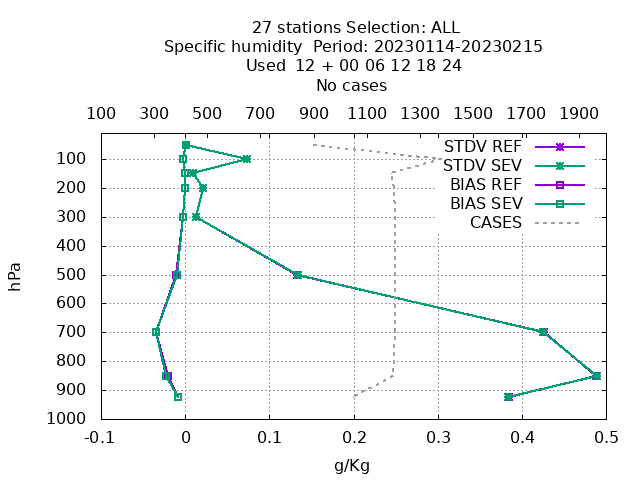 27 stations Selection: ALL
Specific humidity  Period: 20230114-20230215
Used  12 + 00 06 12 18 24
No cases
100 300 500 700 900 1100 1300 1500 1700 1900
STDV REF
STDV SEV
BIAS REF
BIAS SEV
CASES
100
200
300
400
500
600
700
800
900
1000
hPa
-0.1 0 0.1 0.2 0.3 0.4 0.5
g/Kg